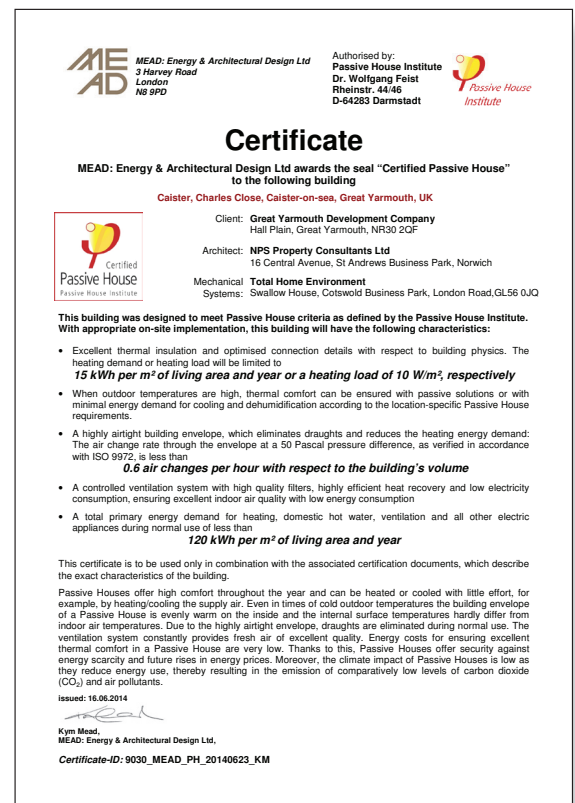 ME
AD
MEAD: Energy & Architectural Design Ltd
3 Harvey Road
London
N8 9PD
Authorised by:
Passive House Institute
Dr. Wolfgang Feist
Rheinstr. 44/46
D-64283 Darmstadt
Passive House
Institute
Certificate
MEAD: Energy & Architectural Design Ltd awards the seal “Certified Passive House”
to the following building
Caister, Charles Close, Caister-on-sea, Great Yarmouth, UK
Certified
Passive House
Passive House Institute
Client: Great Yarmouth Development Company
Hall Plain, Great Yarmouth, NR30 2QF
Architect: NPS Property Consultants Ltd
16 Central Avenue, St Andrews Business Park, Norwich
Mechanical Total Home Environment
Systems: Swallow House, Cotswold Business Park, London Road,GL56 0JQ
This building was designed to meet Passive House criteria as defined by the Passive House Institute.
With appropriate on-site implementation, this building will have the following characteristics:
• Excellent thermal insulation and optimised connection details with respect to building physics. The
heating demand or heating load will be limited to
15 kWh per m² of living area and year or a heating load of 10 W/m², respectively
• When outdoor temperatures are high, thermal comfort can be ensured with passive solutions or with
minimal energy demand for cooling and dehumidification according to the location-specific Passive House
requirements.
• A highly airtight building envelope, which eliminates draughts and reduces the heating energy demand:
The air change rate through the envelope at a 50 Pascal pressure difference, as verified in accordance
with ISO 9972, is less than
0.6 air changes per hour with respect to the building’s volume
• A controlled ventilation system with high quality filters, highly efficient heat recovery and low electricity
consumption, ensuring excellent indoor air quality with low energy consumption
• A total primary energy demand for heating, domestic hot water, ventilation and all other electric
appliances during normal use of less than
120 kWh per m² of living area and year
This certificate is to be used only in combination with the associated certification documents, which describe
the exact characteristics of the building.
Passive Houses offer high comfort throughout the year and can be heated or cooled with little effort, for
example, by heating/cooling the supply air. Even in times of cold outdoor temperatures the building envelope
of a Passive House is evenly warm on the inside and the internal surface temperatures hardly differ from
indoor air temperatures. Due to the highly airtight envelope, draughts are eliminated during normal use. The
ventilation system constantly provides fresh air of excellent quality. Energy costs for ensuring excellent
thermal comfort in a Passive House are very low. Thanks to this, Passive Houses offer security against
energy scarcity and future rises in energy prices. Moreover, the climate impact of Passive Houses is low as
they reduce energy use, thereby resulting in the emission of comparatively low levels of carbon dioxide
(CO₂) and air pollutants.
issued: 16.06.2014
Kym Mead,
MEAD: Energy & Architectural Design Ltd,
Certificate-ID: 9030_MEAD_PH_20140623_KM